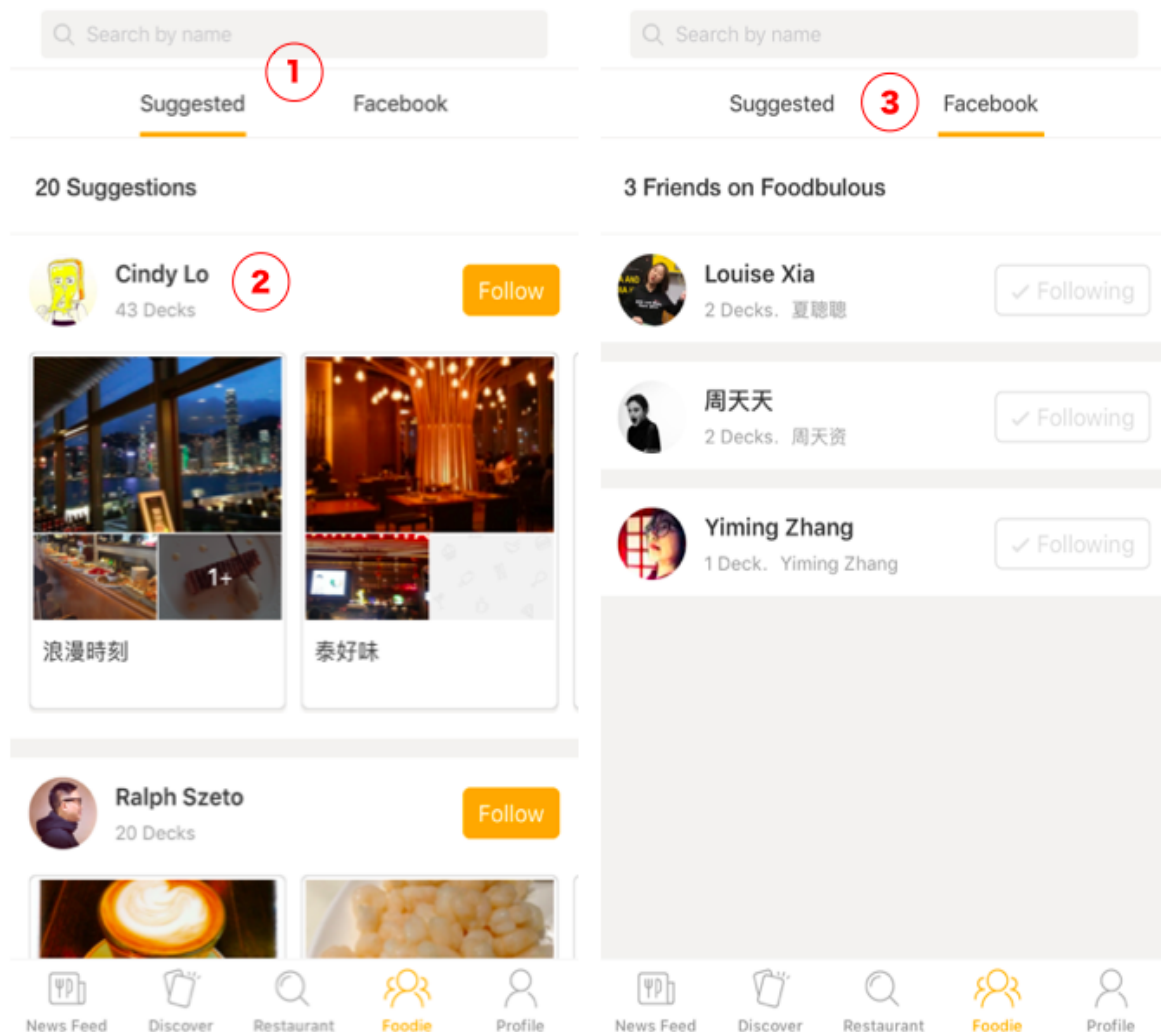 Search by name
1
Suggested
Facebook
20 Suggestions
Cindy Lo
2
43 Decks
Follow
1+
浪漫時刻
泰好味
Ralph Szeto
20 Decks
Follow
News Feed
Discover
Restaurant
Foodie
Profile
Search by name
Suggested
3
Facebook
3 Friends on Foodbulous
Louise Xia
2 Decks. 夏聰聰
Following
周天天
2 Decks. 周天资
Following
Yiming Zhang
1 Deck. Yiming Zhang
Following
News Feed
Discover
Restaurant
Foodie
Profile